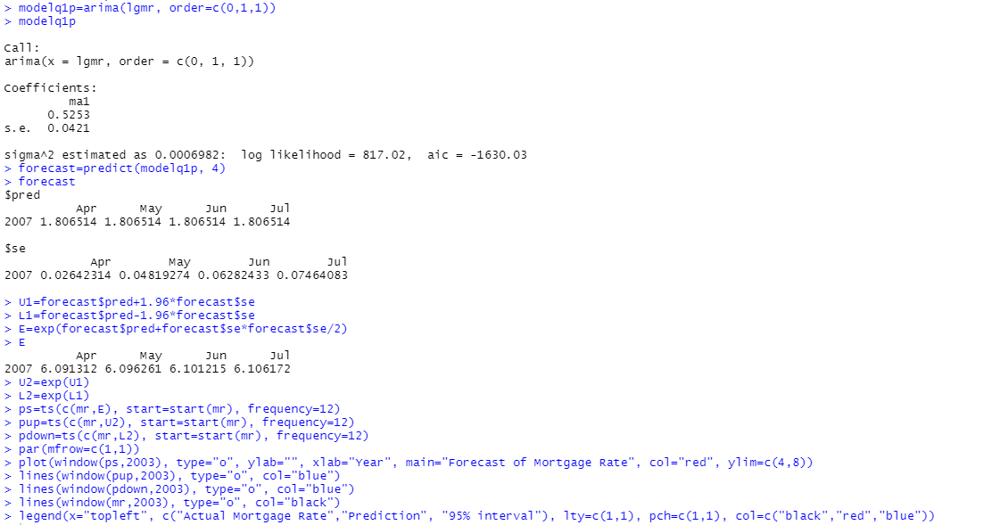 > modelq1p=arima(lgmr, order=c(0,1,1))
> modelq1p
Call:
arima(x = lgmr, order = c(0, 1, 1))
Coefficients:
ma1
0.5253
s.e. 0.0421
sigma^2 estimated as 0.0006982: log likelihood = 817.02, aic = -1630.03
> forecast=predict(modelq1p, 4)
> forecast
$pred
Apr May Jun Jul
2007 1.806514 1.806514 1.806514 1.806514
$se
Apr May Jun Jul
2007 0.02642314 0.04819274 0.06282433 0.07464083
> U1=forecast$pred+1.96*forecast$se
> L1=forecast$pred-1.96*forecast$se
> E=exp(forecast$pred+forecast$se*forecast$se/2)
> E
Apr May Jun Jul
2007 6.091312 6.096261 6.101215 6.106172
> U2=exp(U1)
> L2=exp(L1)
> ps=ts(c(mr,E), start=start(mr), frequency=12)
> pup=ts(c(mr,U2), start=start(mr), frequency=12)
> pdown=ts(c(mr,L2), start=start(mr), frequency=12)
> par(mfrow=c(1,1))
> plot(window(ps,2003), type="o", ylab="", xlab="Year", main="Forecast of Mortgage Rate", col="red", ylim=c(4,8))
> lines(window(pup,2003), type="o", col="blue")
> lines(window(pdown,2003), type="o", col="blue")
> lines(window(mr,2003), type="o", col="black")
> legend(x="topleft", c("Actual Mortgage Rate","Prediction", "95% interval"), lty=c(1,1), pch=c(1,1), col=c("black","red","blue"))